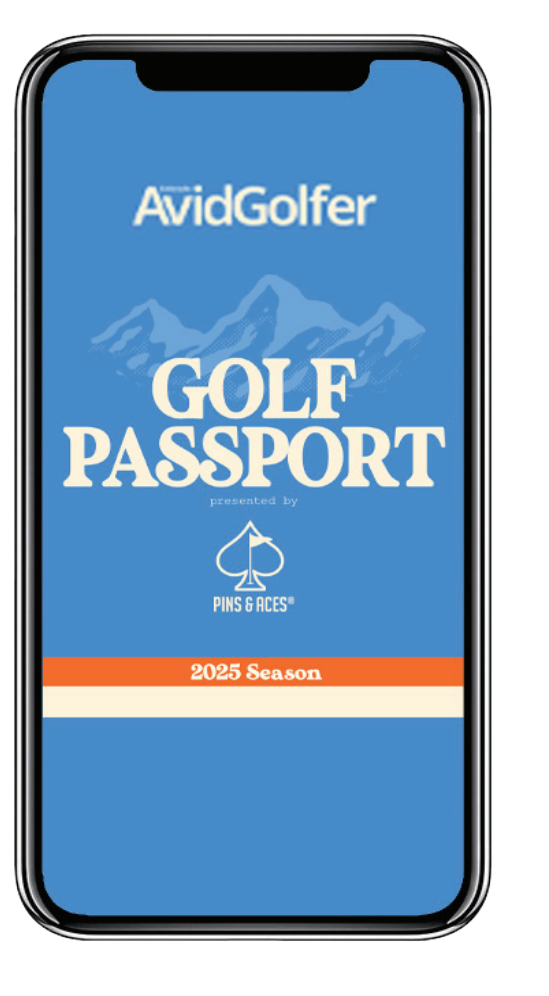 AvidGolfer
GOLF
PASSPORT
presented by
PINS & ACES®
2025 Season